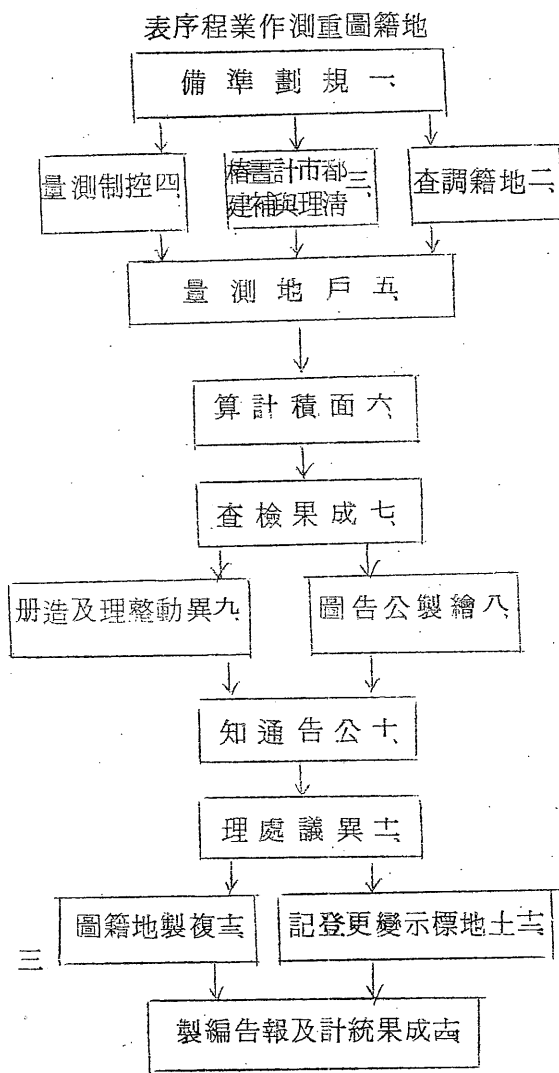 地籍圖重測作業程序表
一、規劃準備
二、地籍調查
三、都市計畫樁
清理與補建
四、控制測量
五、戶地測量
六、面積計算
七、成果檢查
八、繪製公告圖
九、異動整理及造册
十、公告通知
十一、異議處理
十二、土地標示變更登記
十三、複製地籍圖
十四、成果統計及報告編製
三